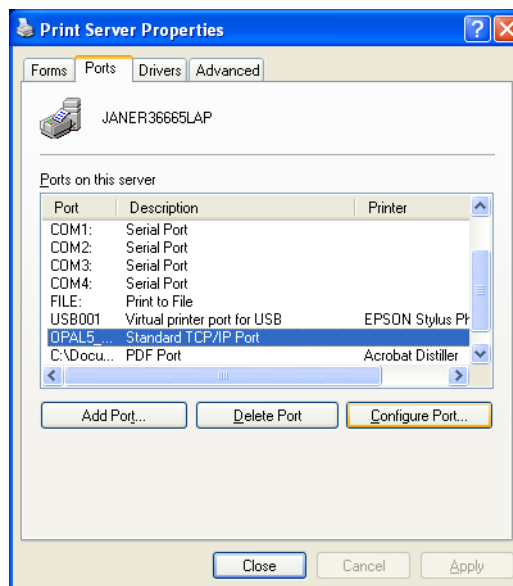 Print Server Properties
Forms Ports Drivers Advanced
JANER36665LAP
Ports on this server
Port Description Printer
COM1: Serial Port
COM2: Serial Port
COM3: Serial Port
COM4: Serial Port
FILE: Print to File
USB001 Virtual printer port for USB EPSON Stylus Ph
OPAL5_... Standard TCP/IP Port
C:\Docu... PDF Port Acrobat Distiller
Add Port... Delete Port Configure Port...
Close Cancel Apply